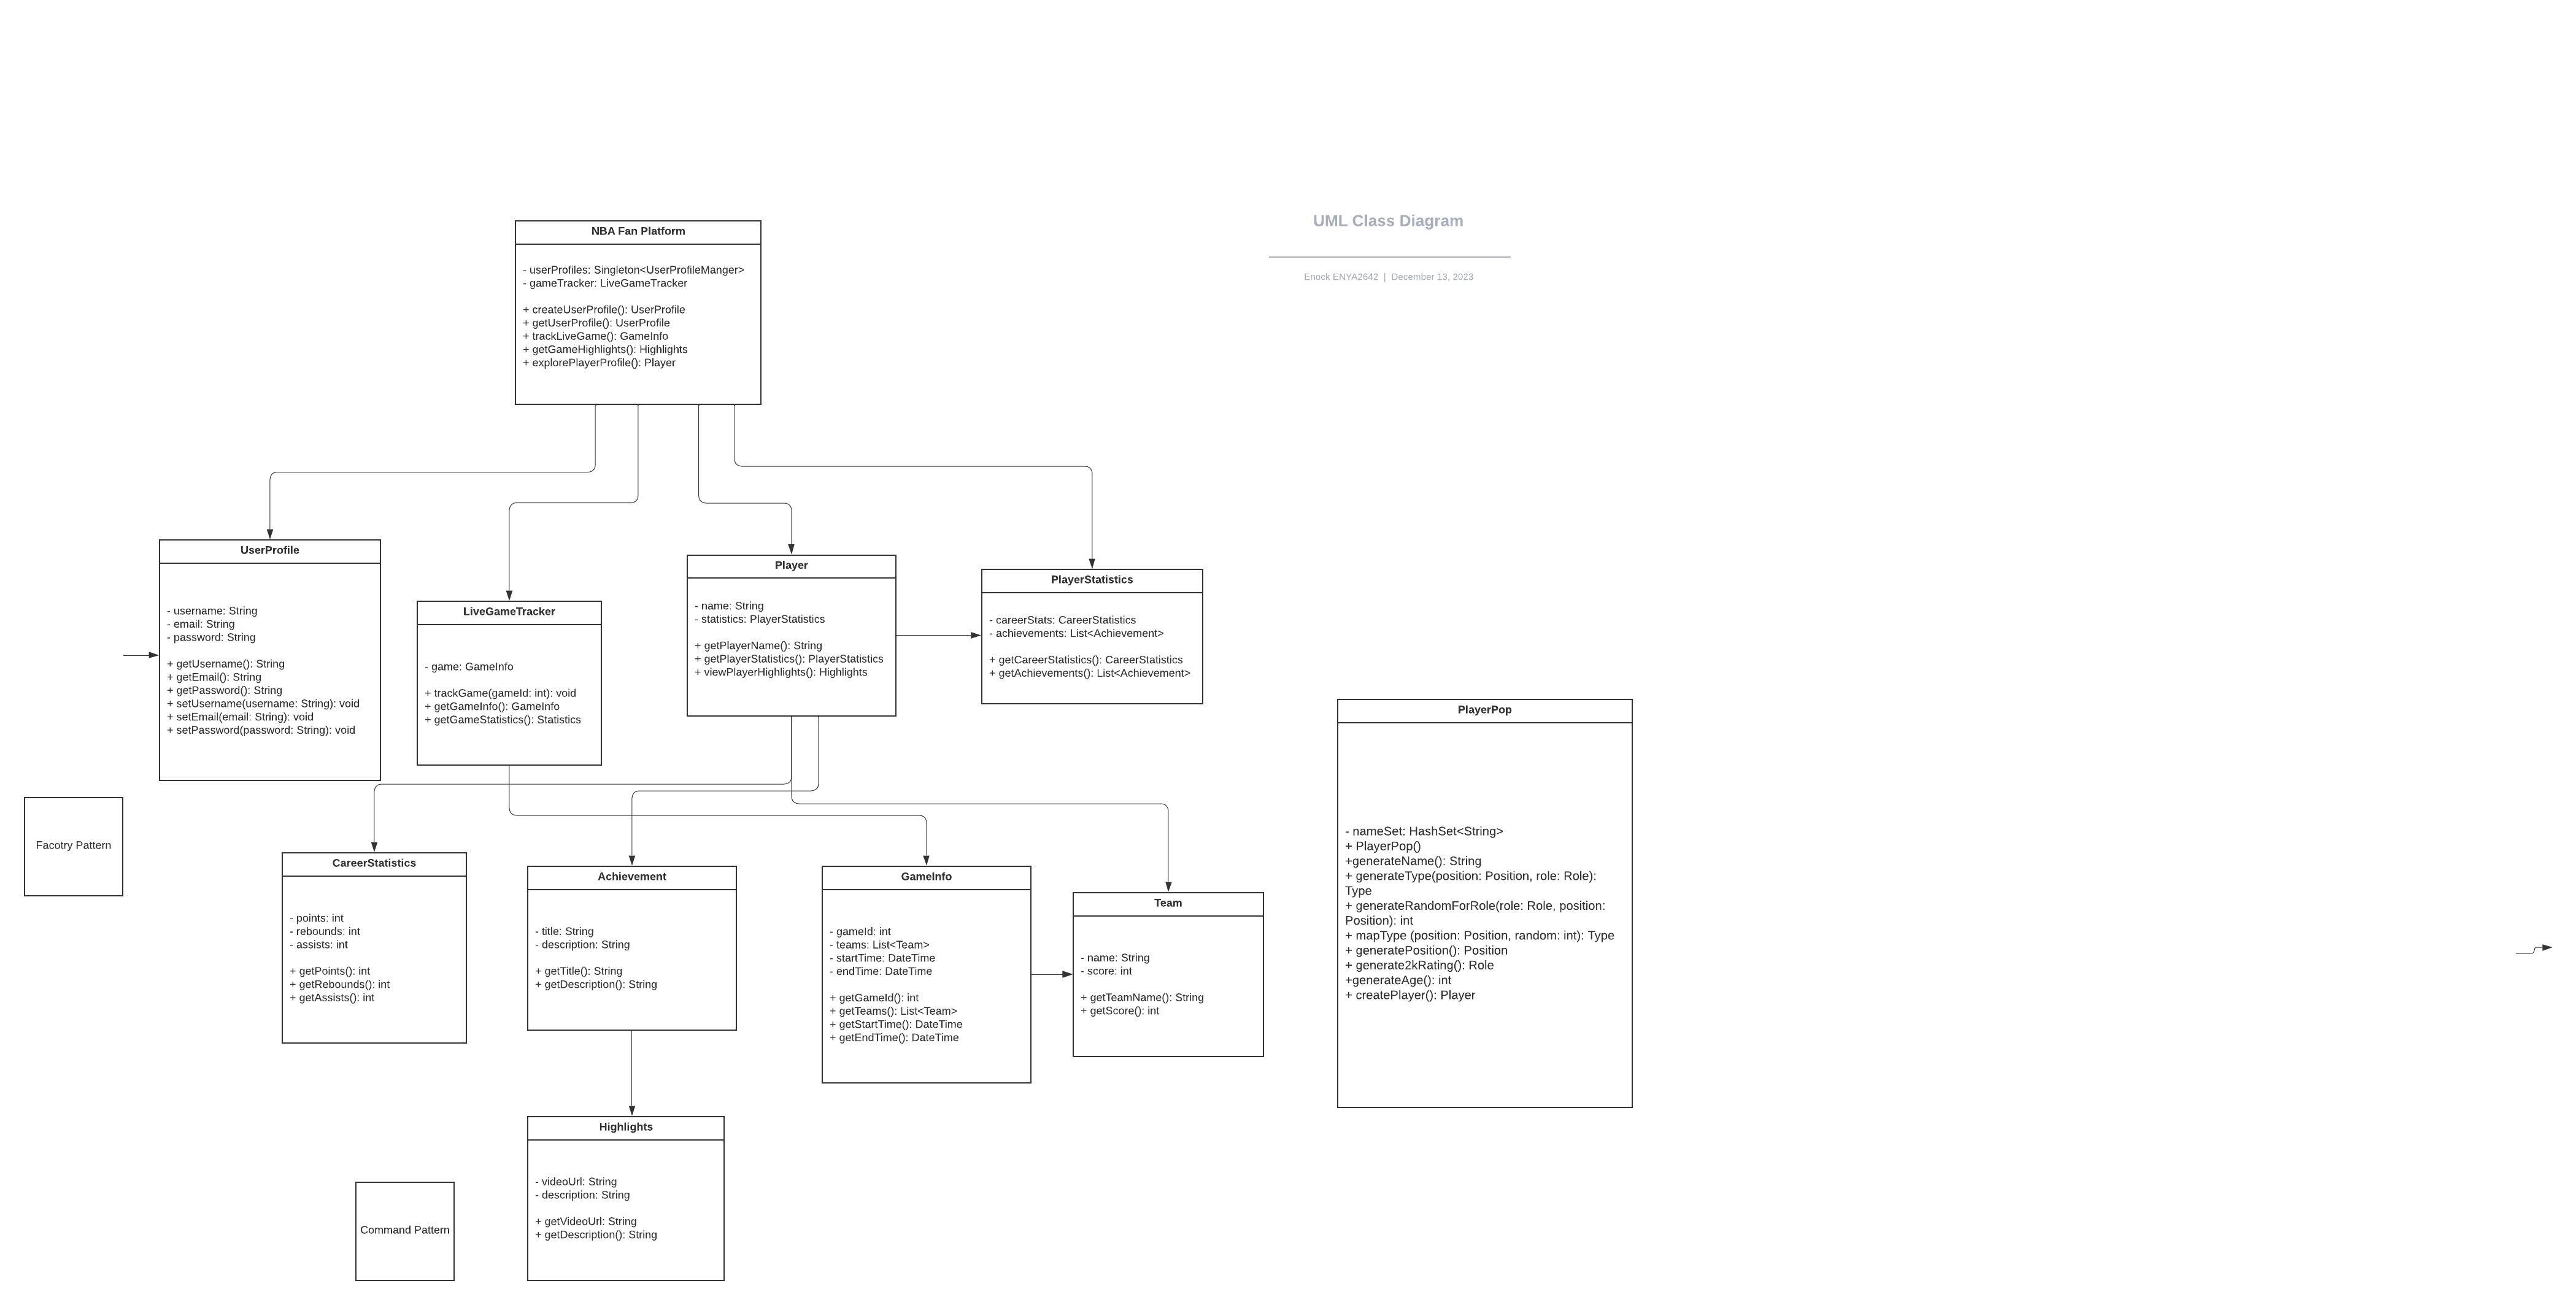 UML Class Diagram
Enock ENYA2642 | December 13, 2023
NBA Fan Platform
- userProfiles: Singleton<UserProfileManger>
- gameTracker: LiveGameTracker
+ createUserProfile(): UserProfile
+ getUserProfile(): UserProfile
+ trackLiveGame(): GameInfo
+ getGameHighlights(): Highlights
+ explorePlayerProfile(): Player
UserProfile
- username: String
- email: String
- password: String
+ getUsername(): String
+ getEmail(): String
+ getPassword(): String
+ setUsername(username: String): void
+ setEmail(email: String): void
+ setPassword(password: String): void
LiveGameTracker
- game: GameInfo
+ trackGame(gameId: int): void
+ getGameInfo(): GameInfo
+ getGameStatistics(): Statistics
Player
- name: String
- statistics: PlayerStatistics
+ getPlayerName(): String
+ getPlayerStatistics(): PlayerStatistics
+ viewPlayerHighlights(): Highlights
PlayerStatistics
- careerStats: CareerStatistics
- achievements: List<Achievement>
+ getCareerStatistics(): CareerStatistics
+ getAchievements(): List<Achievement>
PlayerPop
- nameSet: HashSet<String>
+ PlayerPop()
+generateName(): String
+ generateType(position: Position, role: Role):
Type
+ generateRandomForRole(role: Role, position:
Position): int
+ mapType (position: Position, random: int): Type
+ generatePosition(): Position
+ generate2kRating(): Role
+generateAge(): int
+ createPlayer(): Player
Facotry Pattern
CareerStatistics
- points: int
- rebounds: int
- assists: int
+ getPoints(): int
+ getRebounds(): int
+ getAssists(): int
Achievement
- title: String
- description: String
+ getTitle(): String
+ getDescription(): String
GameInfo
- gameId: int
- teams: List<Team>
- startTime: DateTime
- endTime: DateTime
+ getGameId(): int
+ getTeams(): List<Team>
+ getStartTime(): DateTime
+ getEndTime(): DateTime
Team
- name: String
- score: int
+ getTeamName(): String
+ getScore(): int
Highlights
- videoUrl: String
- description: String
+ getVideoUrl: String
+ getDescription(): String
Command Pattern